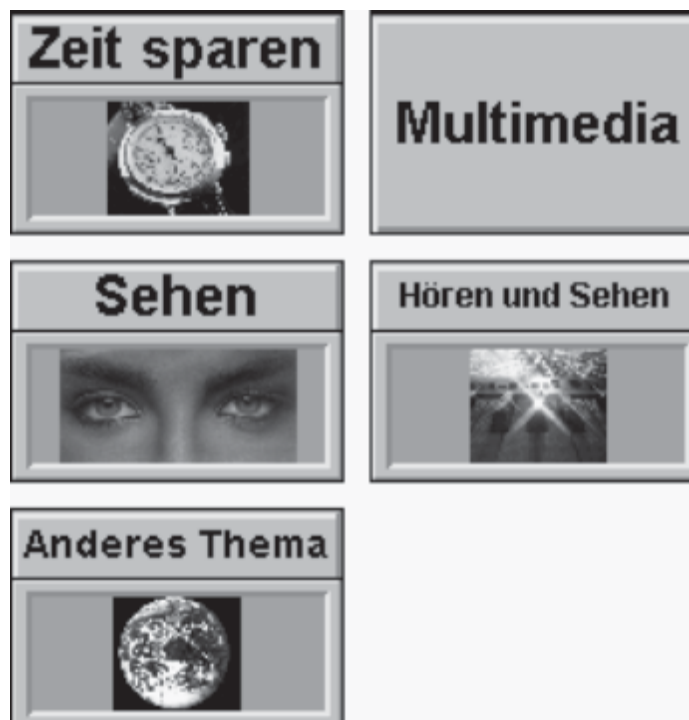 Zeit sparen
Multimedia
Sehen
Hören und Sehen
Anderes Thema